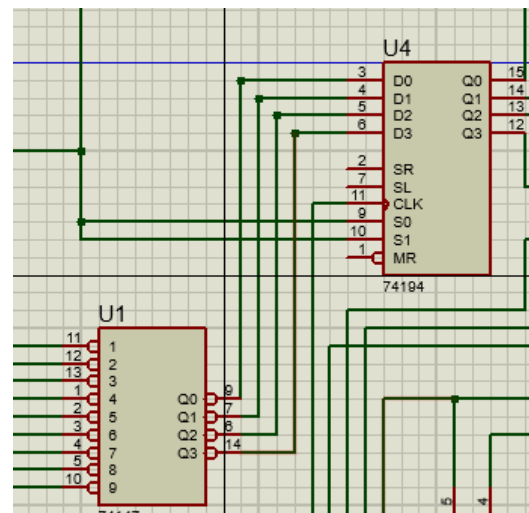 U4
3 D0 Q0 15
4 D1 Q1 14
5 D2 Q2 13
6 D3 Q3 12
2 SR
7 SL
11 CLK
9 S0
10 S1
1 MR
74194
U1
11 1
12 2
13 3
1 4 Q0 9
2 5 Q1 7
3 6 Q2 6
4 7 Q3 14
5 8
10 9
5 4